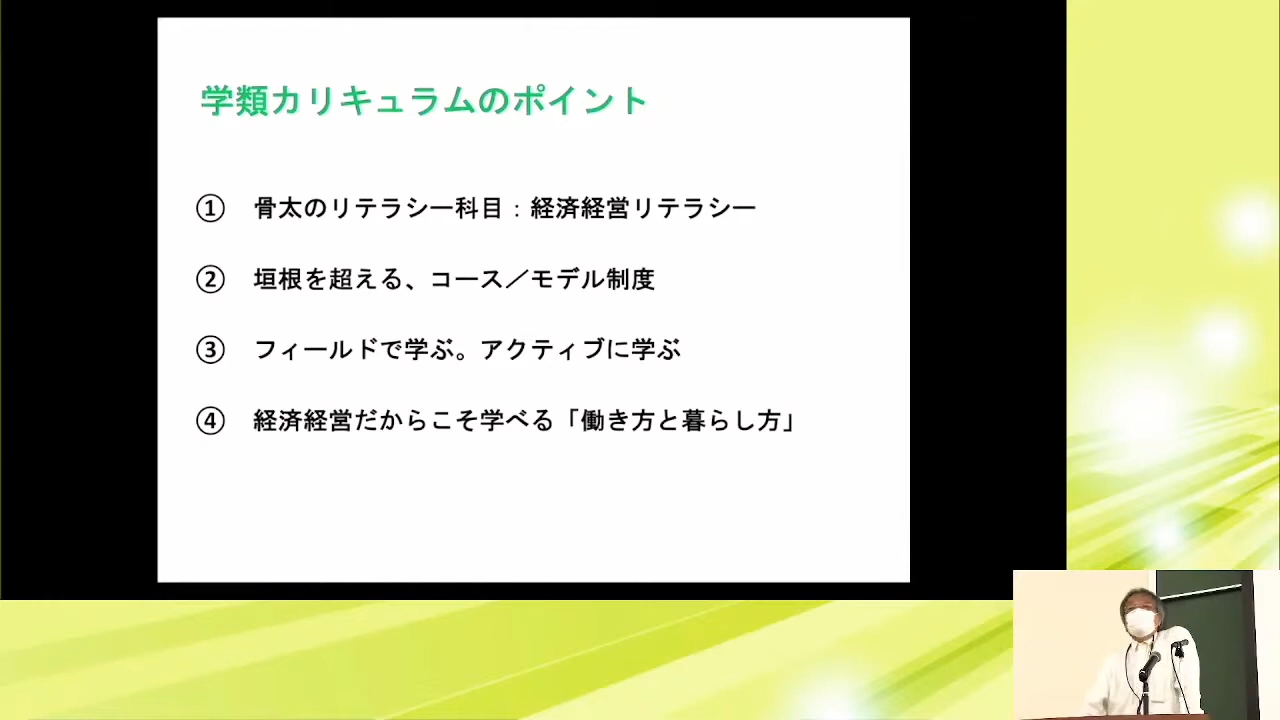 学類カリキュラムのポイント
① 骨太のリテラシー科目：経済経営リテラシー
② 垣根を超える、コース／モデル制度
③ フィールドで学ぶ。アクティブに学ぶ
④ 経済経営だからこそ学べる「働き方と暮らし方」